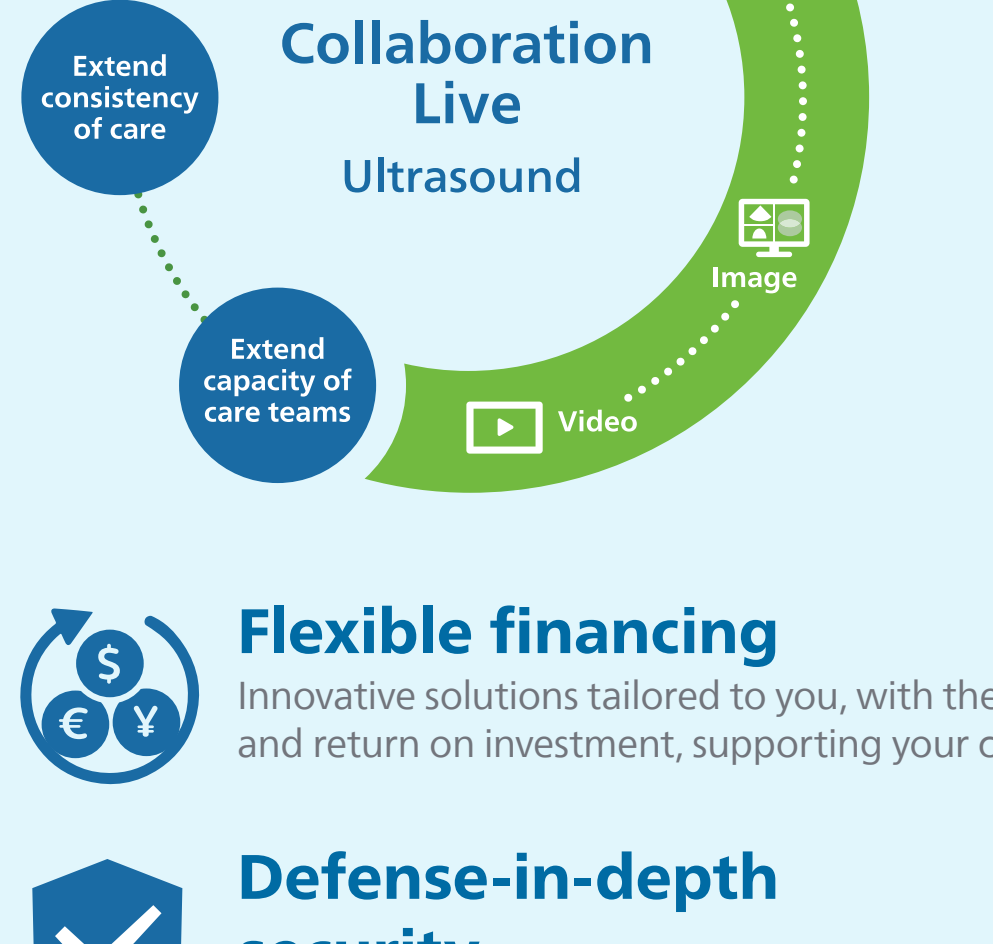 Collaboration
Live
Ultrasound
Extend
consistency
of care
Image
Extend
capacity of
care teams
Video
Flexible financing
$
€ ¥
Innovative solutions tailored to you, with the
and return on investment, supporting your
Defense-in-depth
security